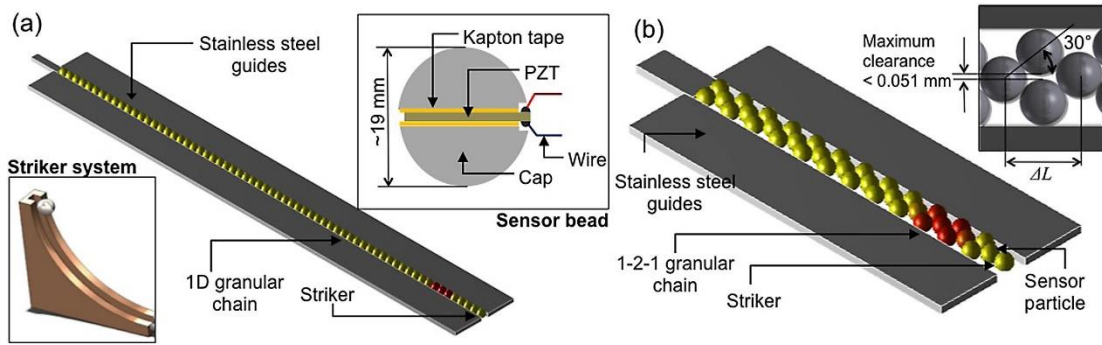 (a)
Stainless steel
guides
Kapton tape
PZT
~19 mm
Wire
Cap
Sensor bead
Striker system
1D granular
chain
Striker
(b)
Maximum
clearance
< 0.051 mm
30°
ΔL
Stainless steel
guides
1-2-1 granular
chain
Striker
Sensor
particle